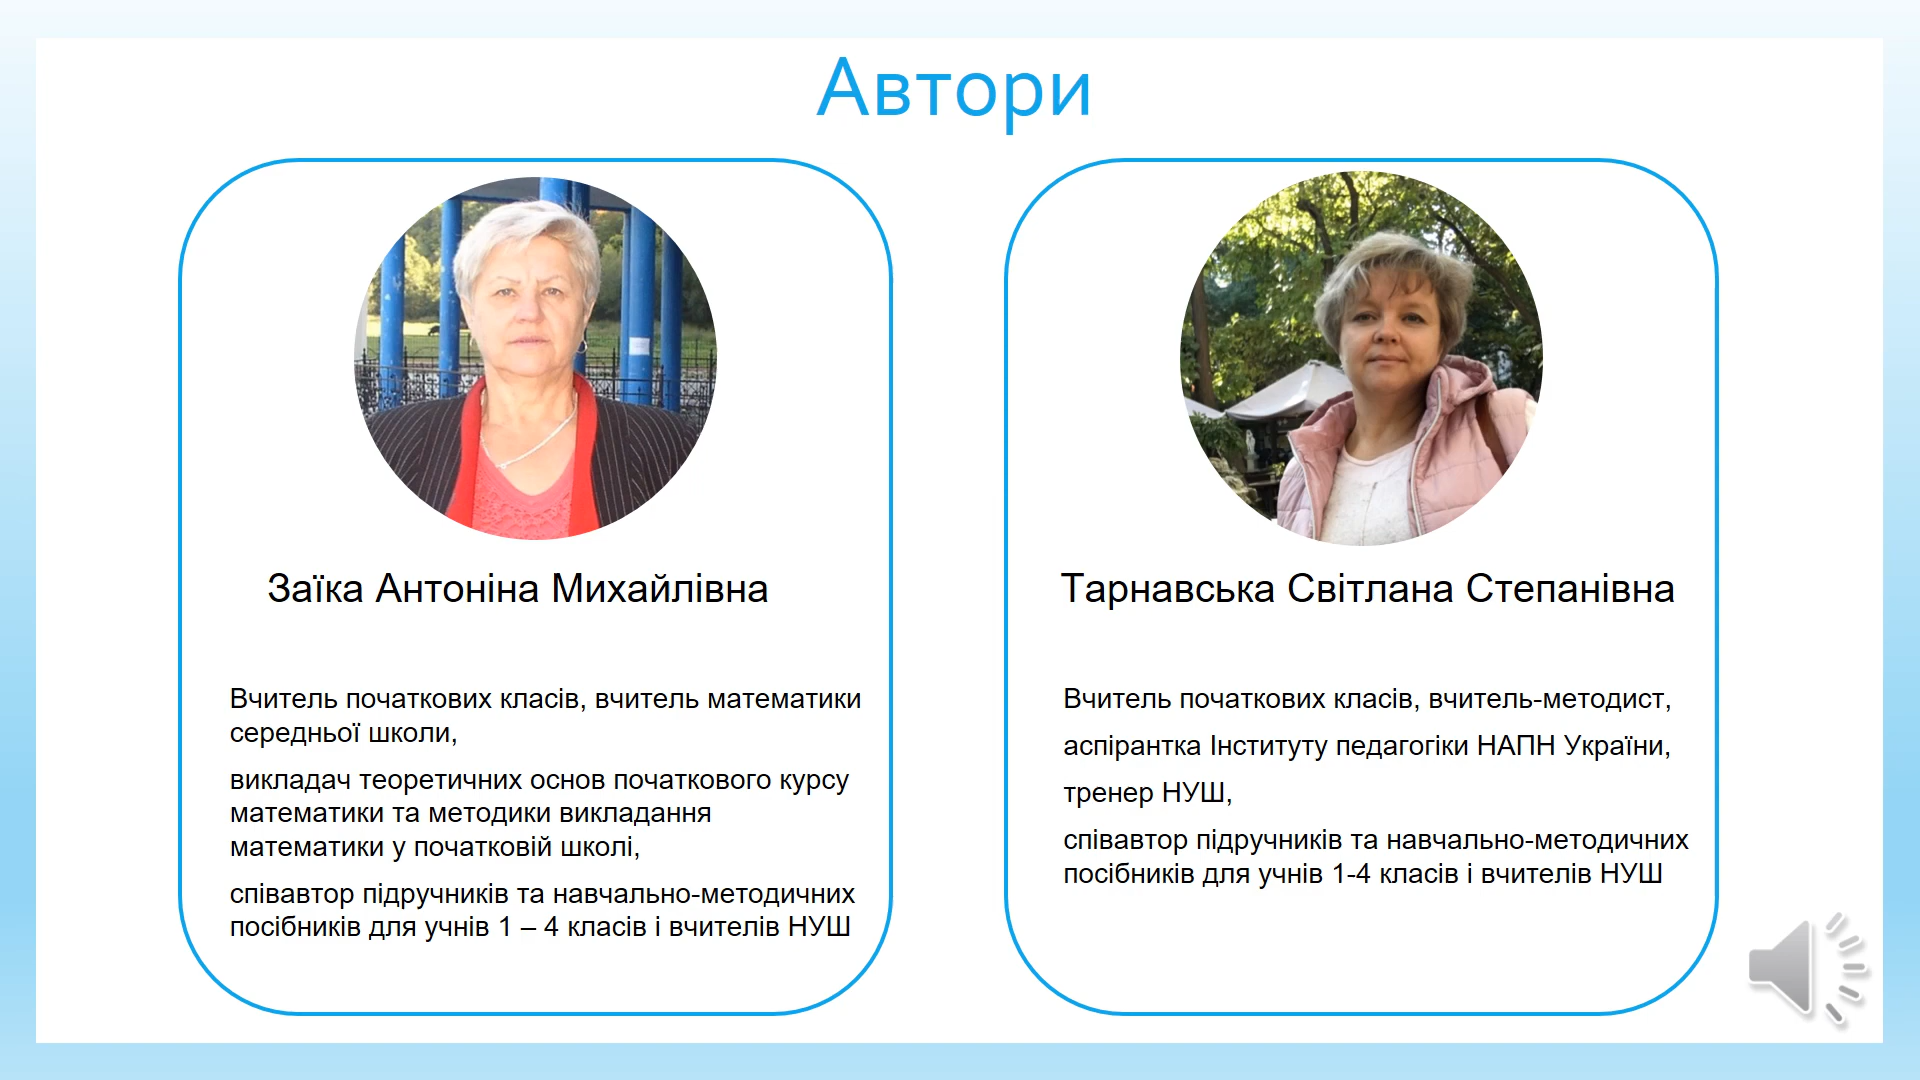 Автори
Заїка Антоніна Михайлівна
Вчитель початкових класів, вчитель математики
середньої школи,
викладач теоретичних основ початкового курсу
математики та методики викладання
математики у початковій школі,
співавтор підручників та навчально-методичних
посібників для учнів 1 – 4 класів і вчителів НУШ
Тарнавська Світлана Степанівна
Вчитель початкових класів, вчитель-методист,
аспірантка Інституту педагогіки НАПН України,
тренер НУШ,
співавтор підручників та навчально-методичних
посібників для учнів 1-4 класів і вчителів НУШ